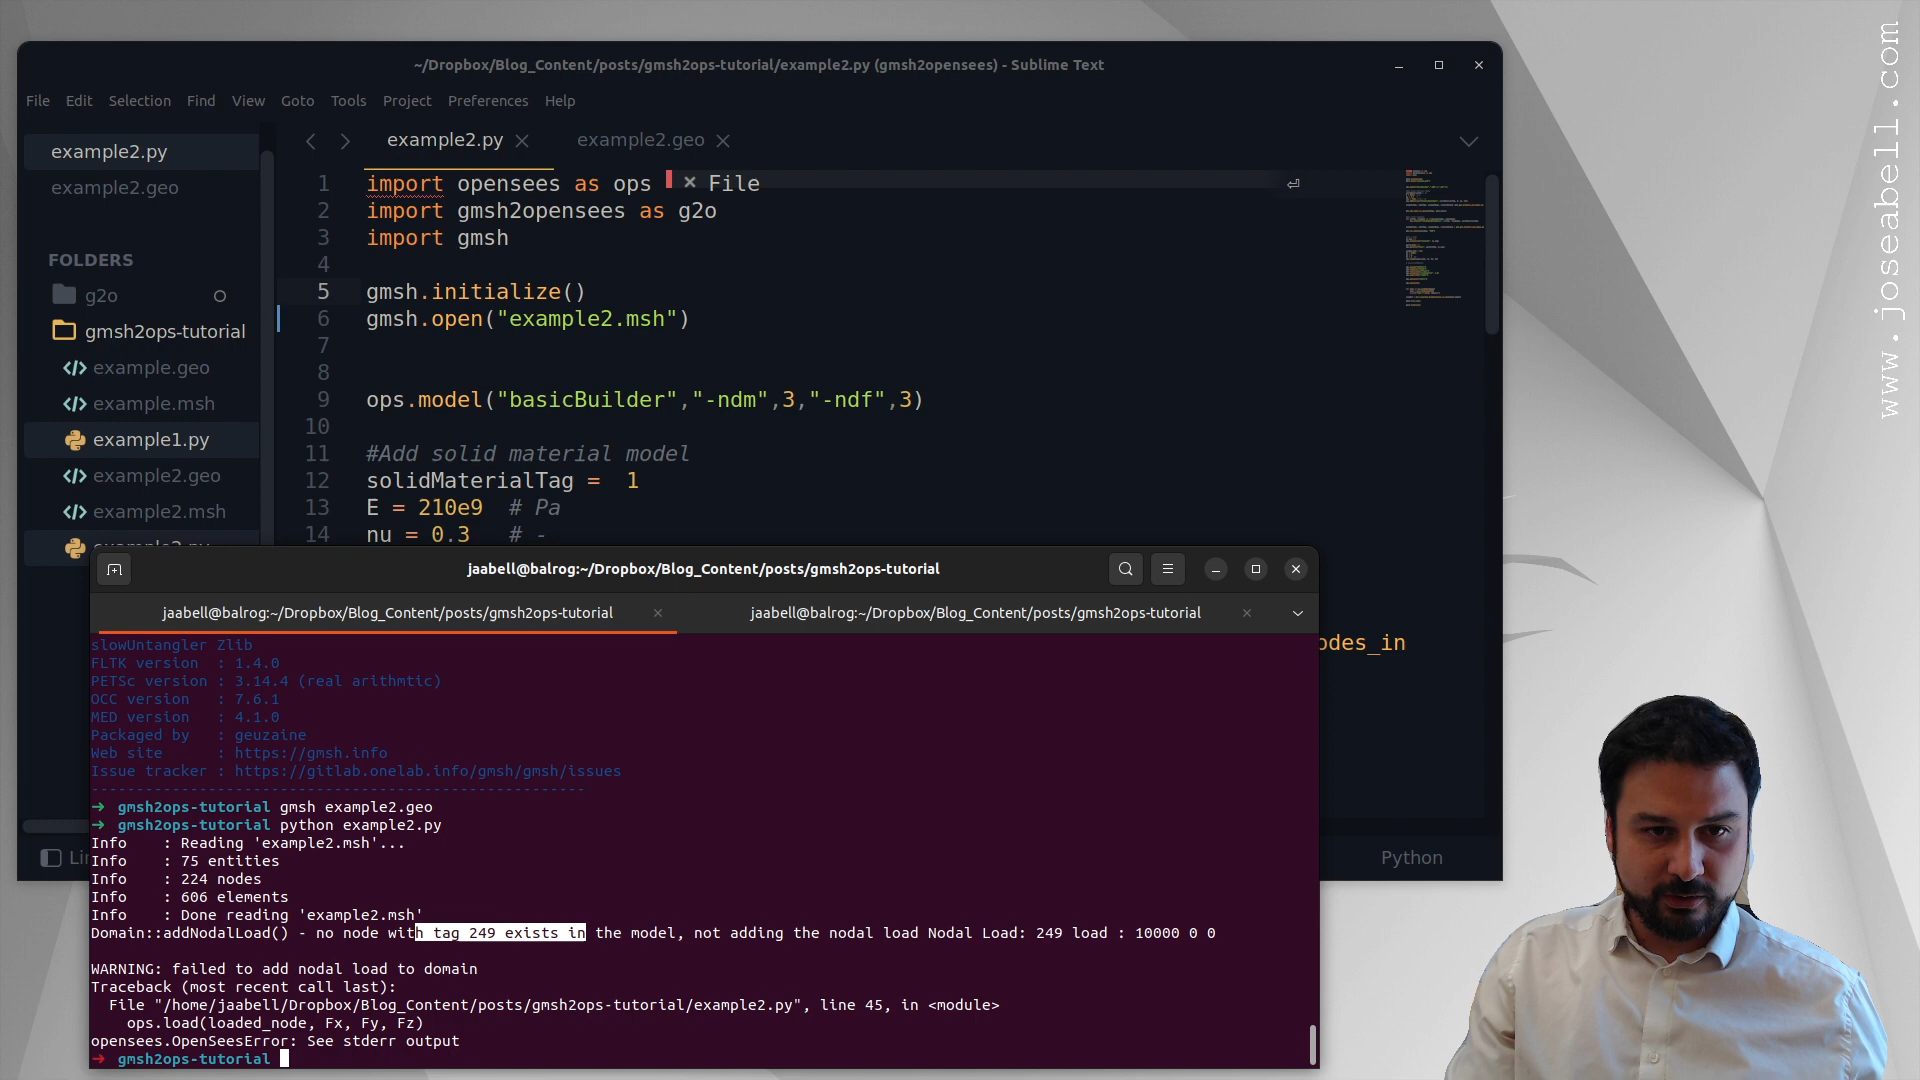 ~/Dropbox/Blog_Content/posts/gmsh2ops-tutorial/example2.py (gmsh2opensees) - Sublime Text
File Edit Selection Find View Goto Tools Project Preferences Help
example2.py
example2.geo
FOLDERS
g2o
gmsh2ops-tutorial
example.geo
example.msh
example1.py
example2.geo
example2.msh
example2.py example2.geo
1 import opensees as ops × File
2 import gmsh2opensees as g2o
3 import gmsh
4
5 gmsh.initialize()
6 gmsh.open("example2.msh")
7
8
9 ops.model("basicBuilder","-ndm",3,"-ndf",3)
10
11 #Add solid material model
12 solidMaterialTag =  1
13 E = 210e9  # Pa
14 nu = 0.3   # -
odes_in
Python
jaabell@balrog:~/Dropbox/Blog_Content/posts/gmsh2ops-tutorial
jaabell@balrog:~/Dropbox/Blog_Content/posts/gmsh2ops-tutorial jaabell@balrog:~/Dropbox/Blog_Content/posts/gmsh2ops-tutorial
slowUntangler Zlib
FLTK version  : 1.4.0
PETSc version : 3.14.4 (real arithmtic)
OCC version   : 7.6.1
MED version   : 4.1.0
Packaged by   : geuzaine
Web site      : https://gmsh.info
Issue tracker : https://gitlab.onelab.info/gmsh/gmsh/issues
-------------------------------------------------------
→ gmsh2ops-tutorial gmsh example2.geo
→ gmsh2ops-tutorial python example2.py
Info    : Reading 'example2.msh'...
Info    : 75 entities
Info    : 224 nodes
Info    : 606 elements
Info    : Done reading 'example2.msh'
Domain::addNodalLoad() - no node with tag 249 exists in the model, not adding the nodal load Nodal Load: 249 load : 10000 0 0
WARNING: failed to add nodal load to domain
Traceback (most recent call last):
File "/home/jaabell/Dropbox/Blog_Content/posts/gmsh2ops-tutorial/example2.py", line 45, in <module>
ops.load(loaded_node, Fx, Fy, Fz)
opensees.OpenSeesError: See stderr output
→ gmsh2ops-tutorial
www.joseabell.com